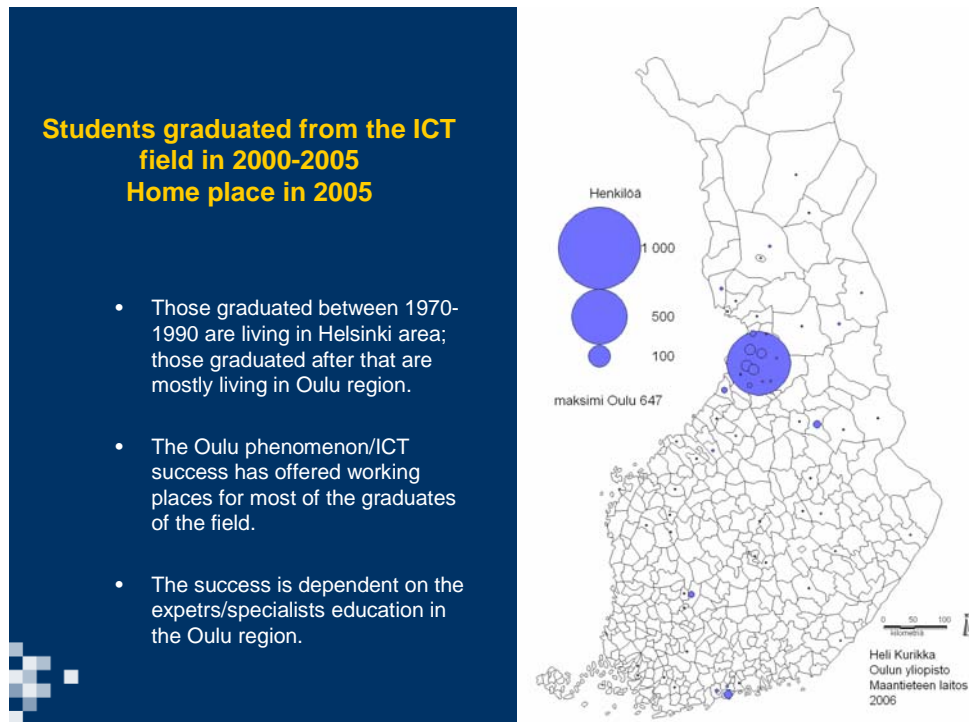 Students graduated from the ICT
field in 2000-2005
Home place in 2005
• Those graduated between 1970-
1990 are living in Helsinki area;
those graduated after that are
mostly living in Oulu region.
• The Oulu phenomenon/ICT
success has offered working
places for most of the graduates
of the field.
• The success is dependent on the
expetrs/specialists education in
the Oulu region.
Henkilöä
1 000
500
100
maksimi Oulu 647
0 50 100
kilometriä
Heli Kurikka
Oulun yliopisto
Maantieteen laitos
2006